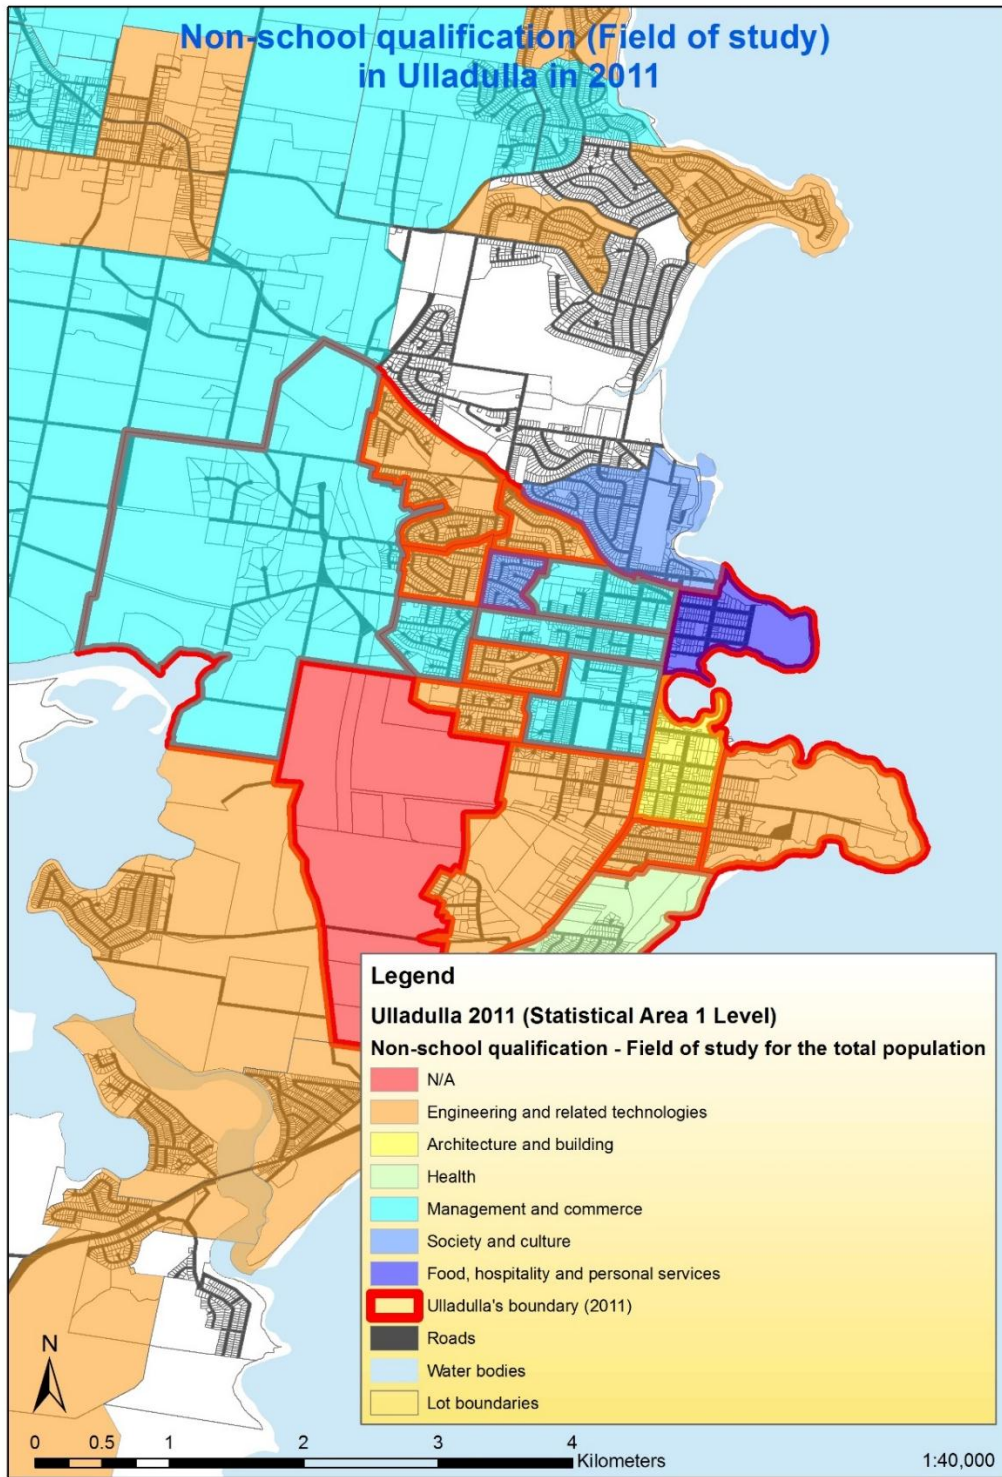 Non-school qualification (Field of study)
in Ulladulla in 2011
Legend
Ulladulla 2011 (Statistical Area 1 Level)
Non-school qualification - Field of study for the total population
N/A
Engineering and related technologies
Architecture and building
Health
Management and commerce
Society and culture
Food, hospitality and personal services
Ulladulla's boundary (2011)
Roads
Water bodies
Lot boundaries
N
0 0.5 1 2 3 4
Kilometers
1:40,000